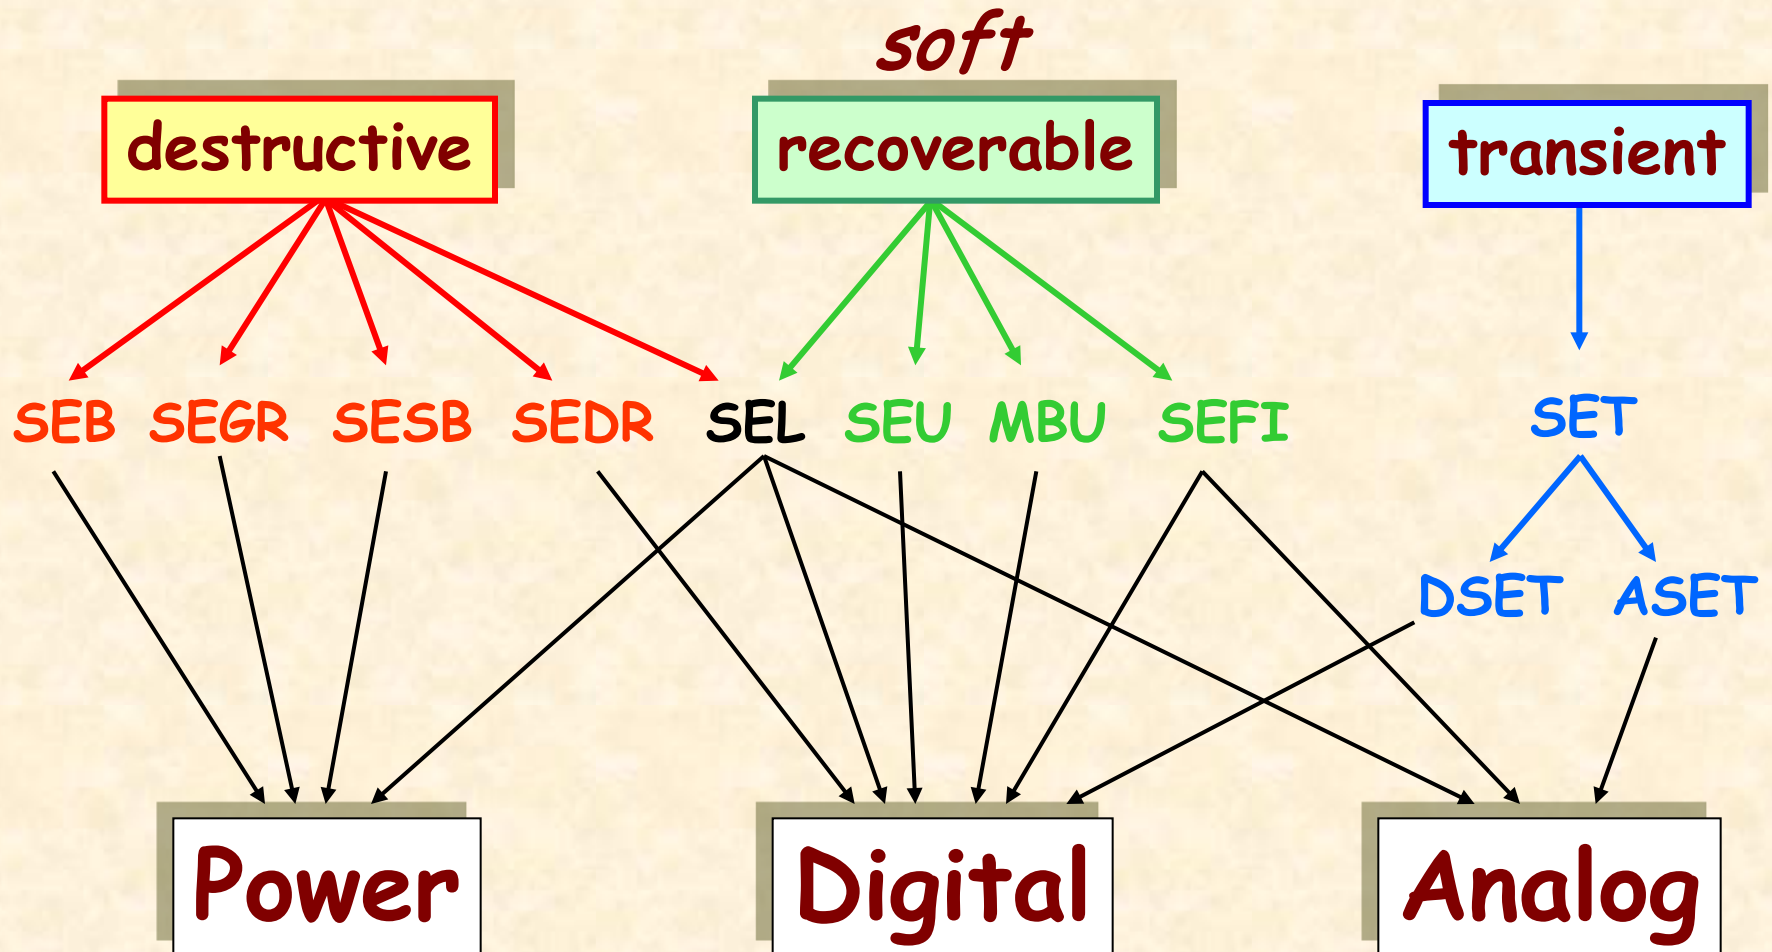 soft
destructive recoverable transient
SEB SEGR SESB SEDR SEL SEU MBU SEFI SET
DSET ASET
Power Digital Analog